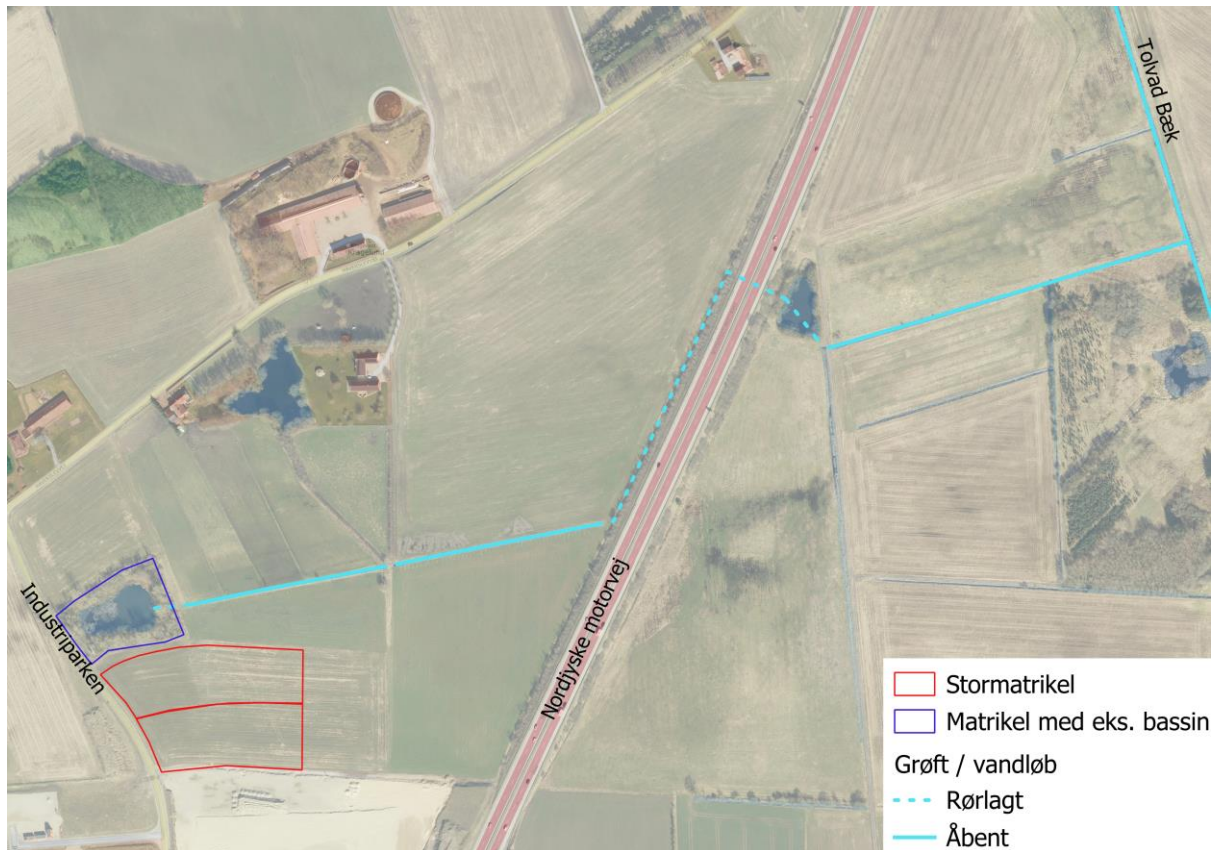 Tolvad Bæk
Industriparken
Nordjyske motorvej
Stormatrikel
Matrikel med eks. bassin
Grøft / vandløb
Rørlagt
Åbent